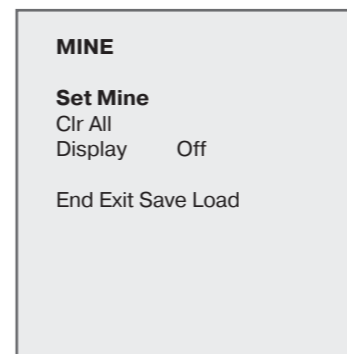 MINE
Set Mine
Clr All
Display Off
End Exit Save Load